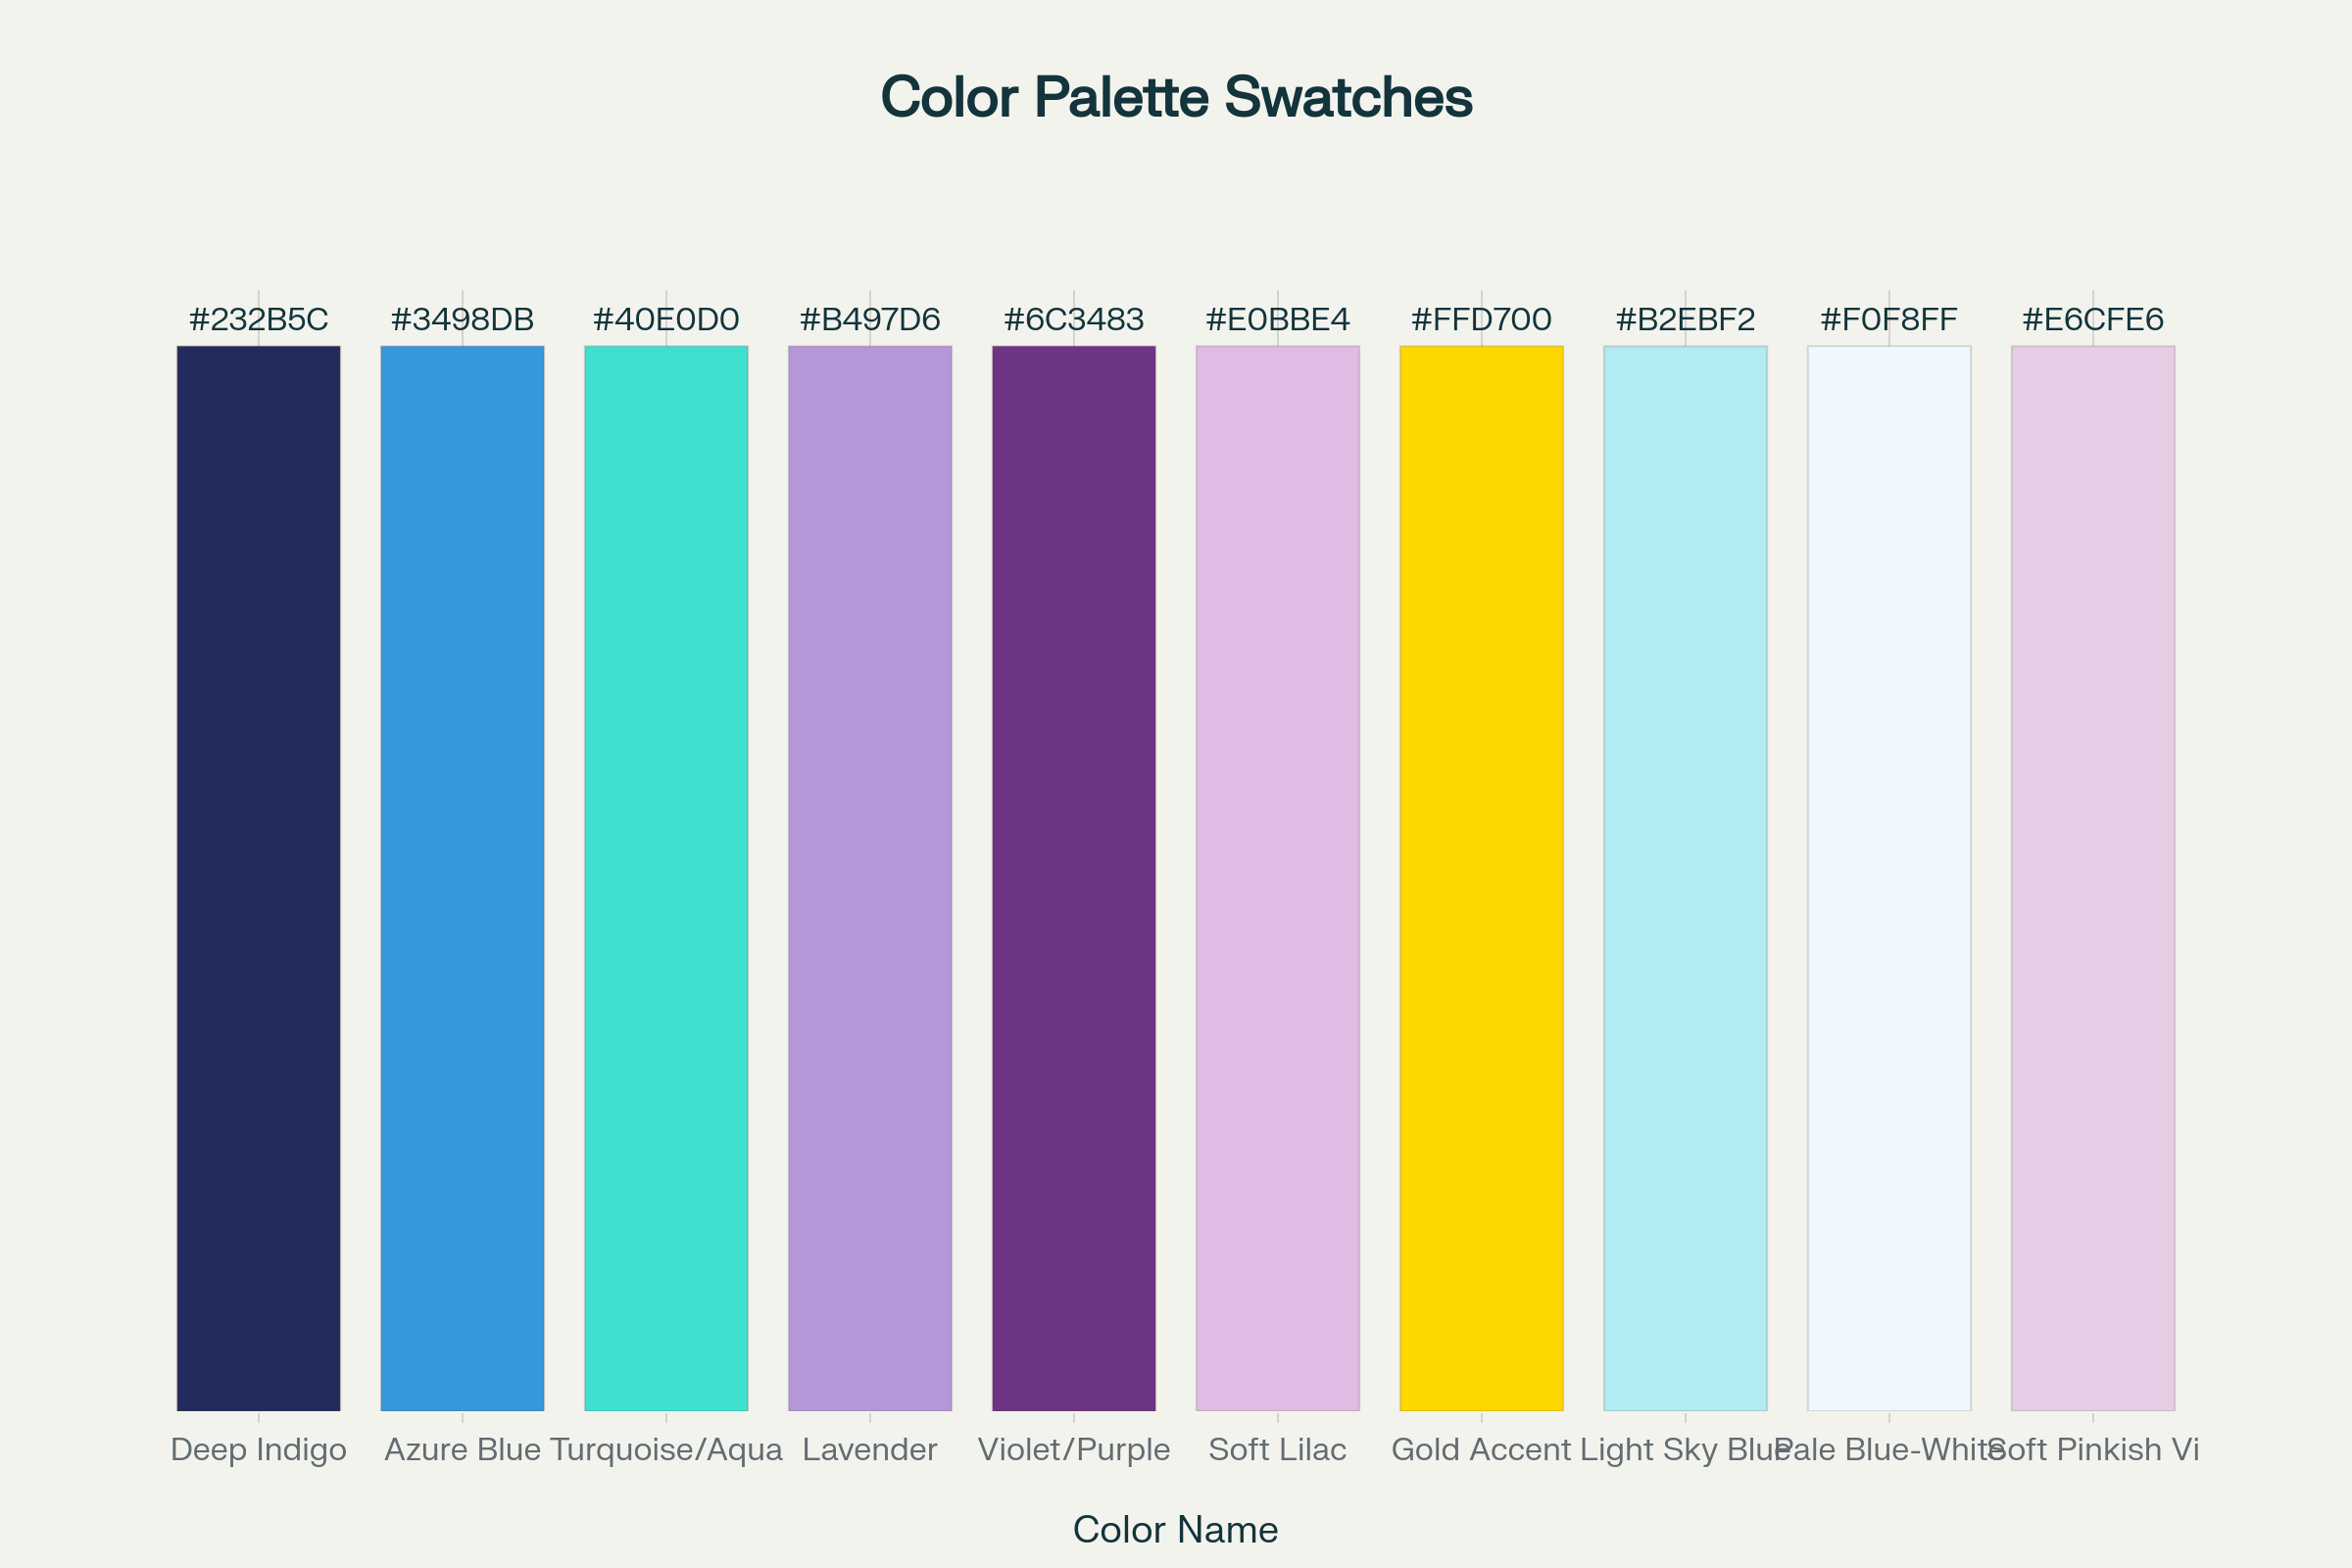 Color Palette Swatches
#232B5C #3498DB #40E0D0 #B497D6 #6C3483 #E0BBE4 #FFD700 #B2EBF2 #F0F8FF #E6CFE6
Deep Indigo Azure Blue Turquoise/Aqua Lavender Violet/Purple Soft Lilac Gold Accent Light Sky Blue Pale Blue-White Soft Pinkish Vi
Color Name